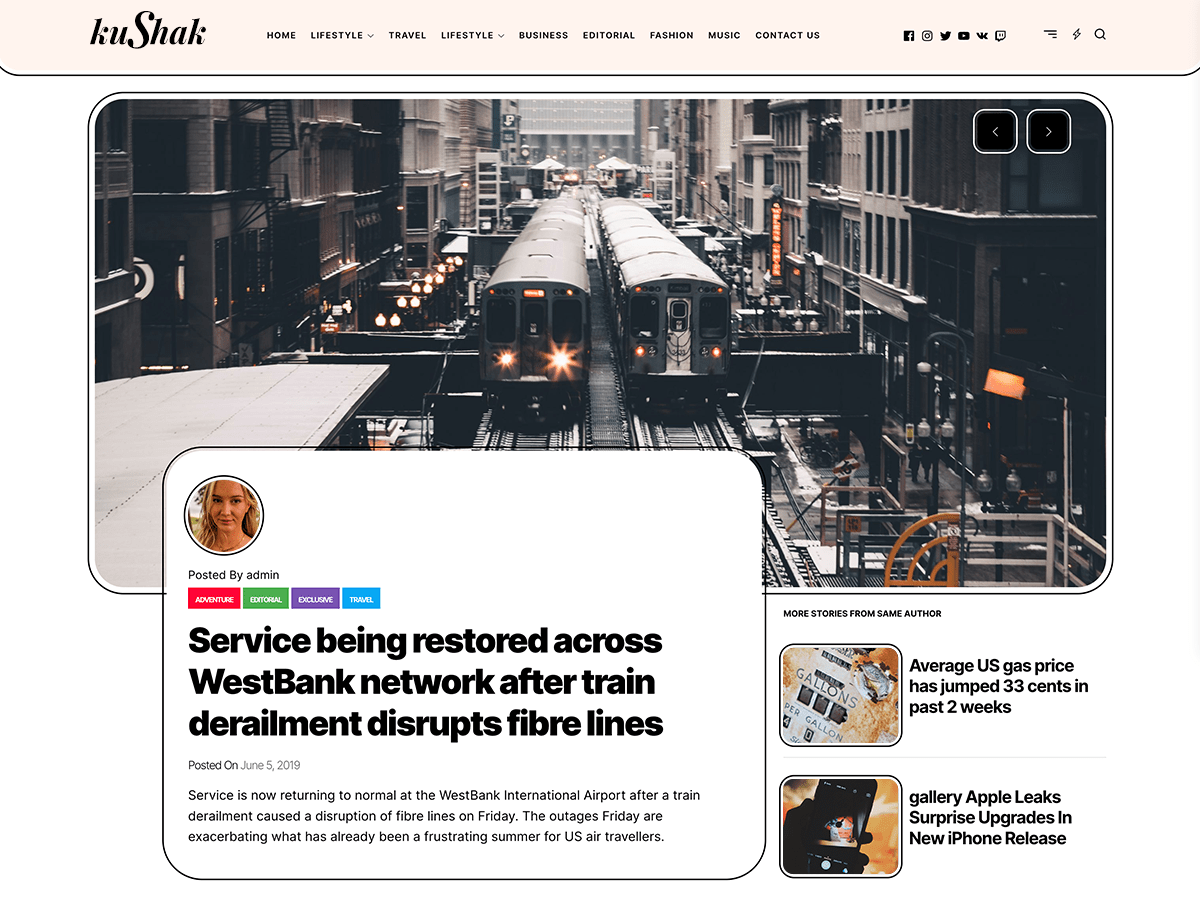 kuShak
HOME LIFESTYLE TRAVEL LIFESTYLE BUSINESS EDITORIAL FASHION MUSIC CONTACT US
P
Posted By admin
ADVENTURE EDITORIAL EXCLUSIVE TRAVEL
Service being restored across
WestBank network after train
derailment disrupts fibre lines
Posted On June 5, 2019
Service is now returning to normal at the WestBank International Airport after a train
derailment caused a disruption of fibre lines on Friday. The outages Friday are
exacerbating what has already been a frustrating summer for US air travellers.
MORE STORIES FROM SAME AUTHOR
GALLONS
PER GALLON
Average US gas price
has jumped 33 cents in
past 2 weeks
gallery Apple Leaks
Surprise Upgrades In
New iPhone Release